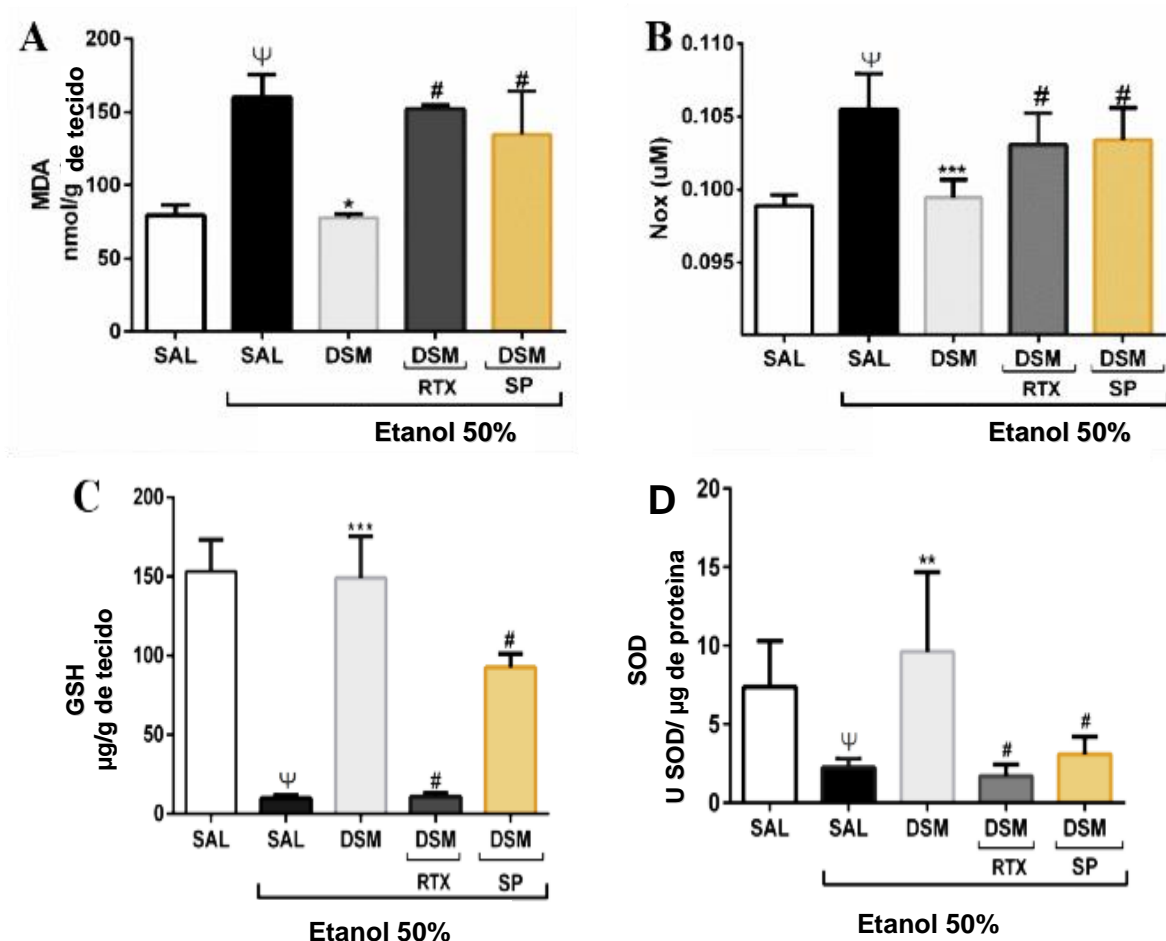 A
MDA
nmol/g de tecido
200
150
100
50
0
Ψ
*
#
#
SAL
SAL
DSM
DSM
DSM
RTX
SP
Etanol 50%
B
Nox (uM)
0.110
0.105
0.100
0.095
Ψ
***
#
#
SAL
SAL
DSM
DSM
DSM
RTX
SP
Etanol 50%
C
GSH
µg/g de tecido
200
150
100
50
0
Ψ
***
#
#
SAL
SAL
DSM
DSM
DSM
RTX
SP
Etanol 50%
D
SOD
U SOD/ µg de proteìna
20
15
10
5
0
Ψ
**
#
#
SAL
SAL
DSM
DSM
DSM
RTX
SP
Etanol 50%